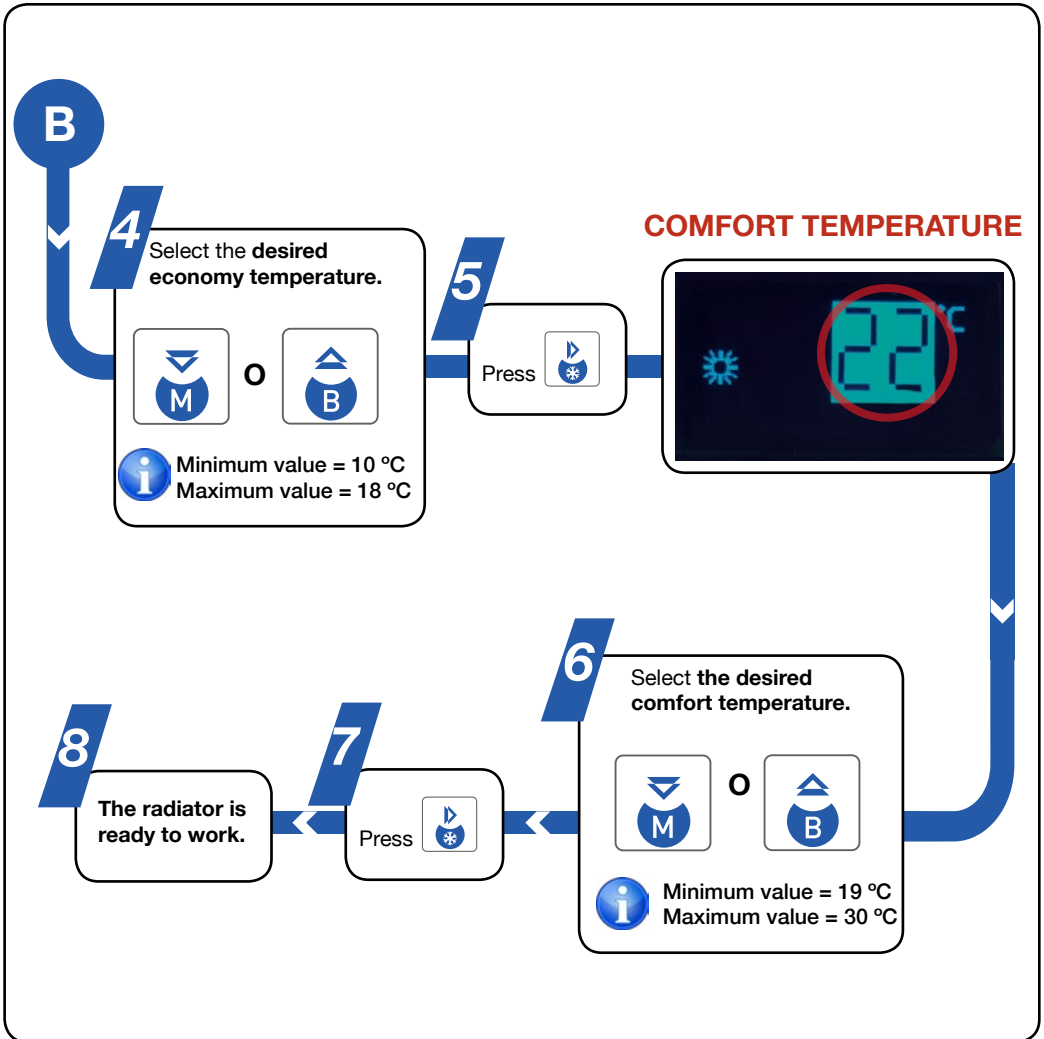 B
4
Select the desired
economy temperature.
M
O
B
Minimum value = 10 ºC
Maximum value = 18 ºC
5
Press
COMFORT TEMPERATURE
22 ºC
6
Select the desired
comfort temperature.
M
O
B
Minimum value = 19 ºC
Maximum value = 30 ºC
7
Press
8
The radiator is
ready to work.